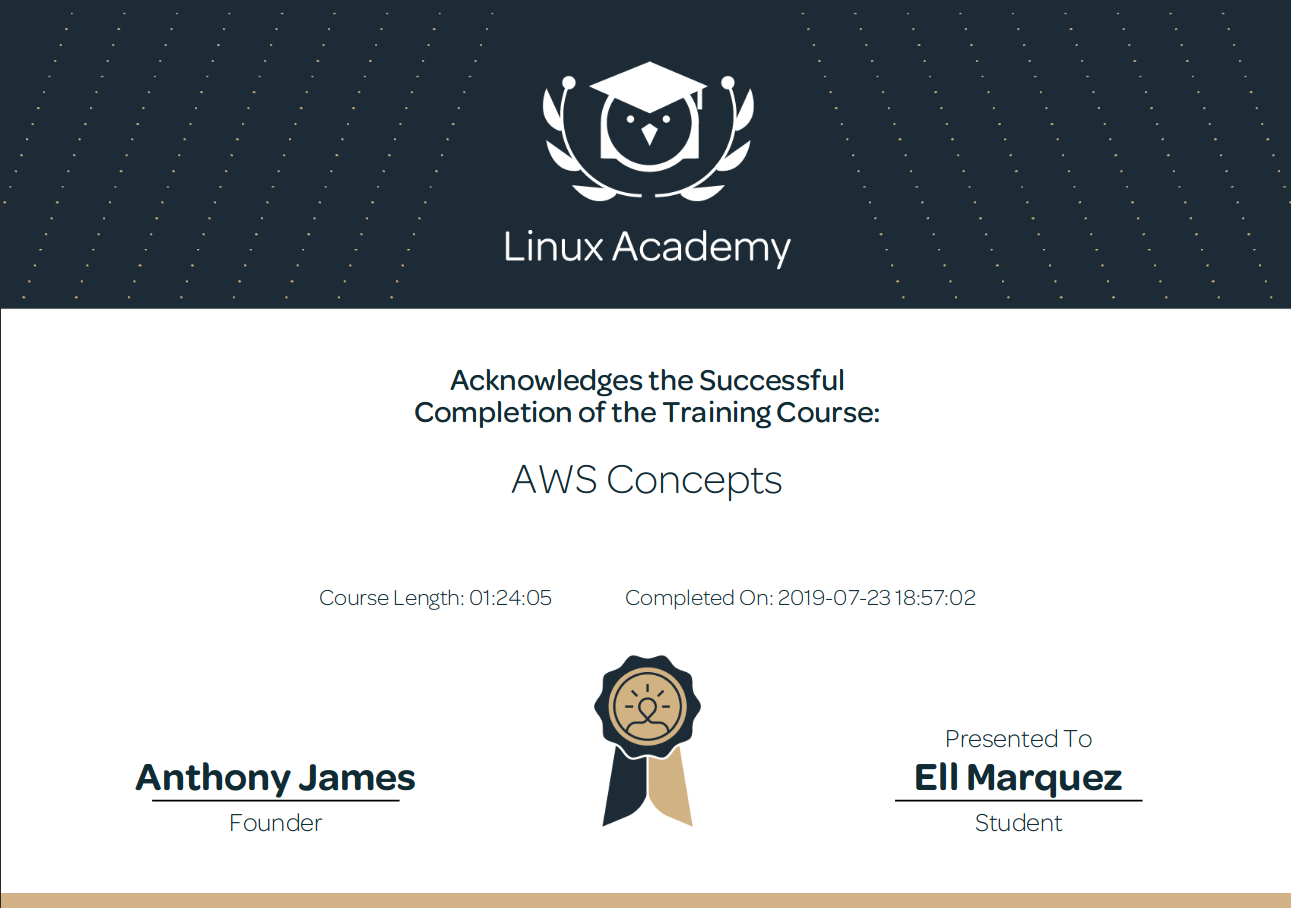 Linux Academy
Acknowledges the Successful
Completion of the Training Course:
AWS Concepts
Course Length: 01:24:05
Completed On: 2019-07-23 18:57:02
Anthony James
Founder
Presented To
Ell Marquez
Student